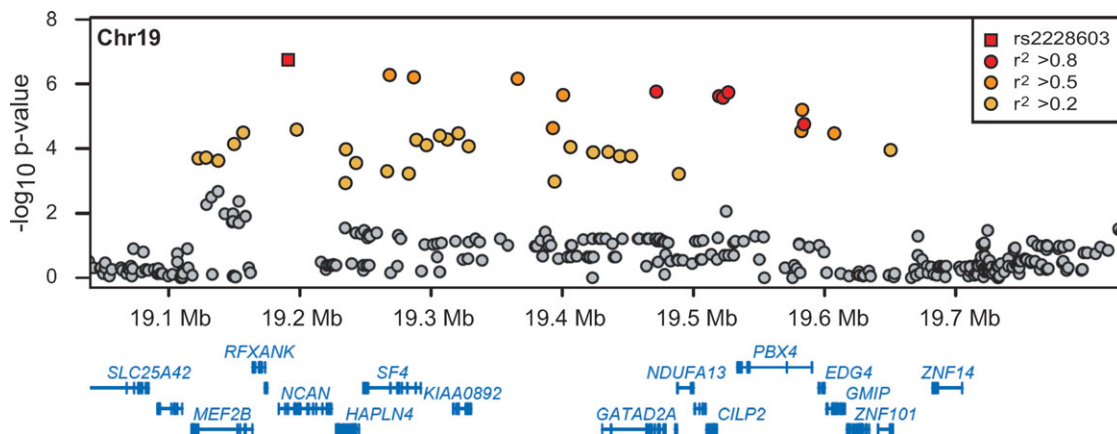 8
Chr19
rs2228603
r² >0.8
r² >0.5
r² >0.2
6
4
2
0
-log10 p-value
19.1 Mb 19.2 Mb 19.3 Mb 19.4 Mb 19.5 Mb 19.6 Mb 19.7 Mb
RFXANK PBX4
SLC25A42 SF4 NDUFA13 EDG4 ZNF14
NCAN KIAA0892 GMIP
MEF2B HAPLN4 GATAD2A CILP2 ZNF101